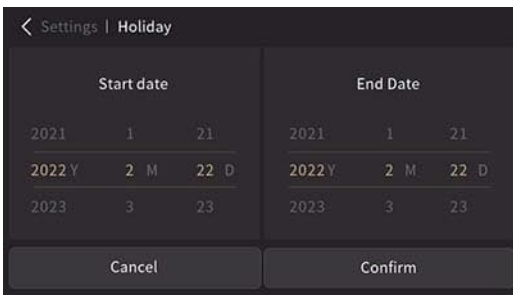 Settings | Holiday
Start date
End Date
2021 1 21
2021 1 21
2022 Y 2 M 22 D
2022 Y 2 M 22 D
2023 3 23
2023 3 23
Cancel
Confirm